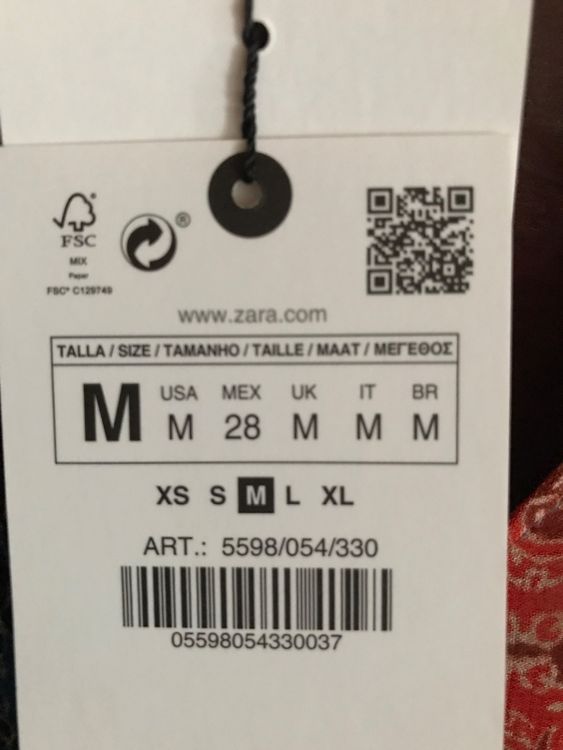 FSC®
MIX
Paper
FSC® C129749
®
www.zara.com
TALLA / SIZE / TAMANHO / TAILLE / MAAT / ΜΕΓΕΘΟΣ
M USA MEX UK IT BR
M 28 M M M
XS S M L XL
ART.: 5598/054/330
05598054330037